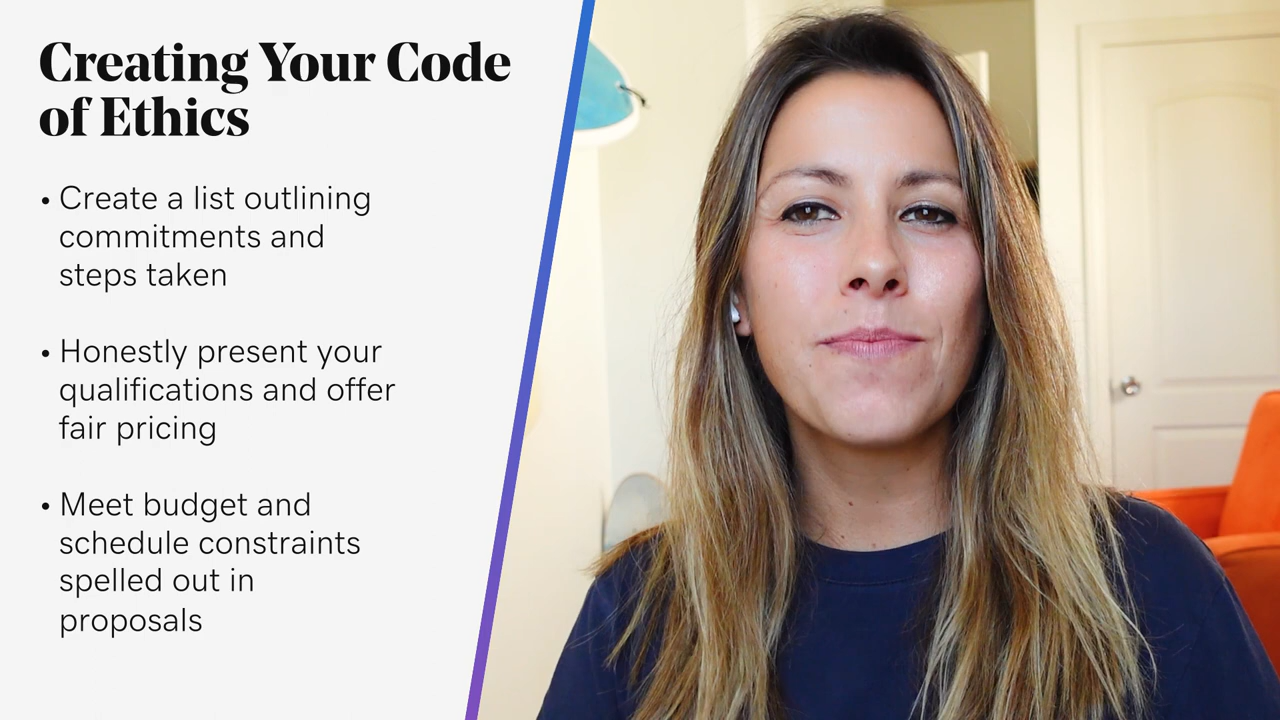 Creating Your Code
of Ethics
• Create a list outlining
commitments and
steps taken
• Honestly present your
qualifications and offer
fair pricing
• Meet budget and
schedule constraints
spelled out in
proposals